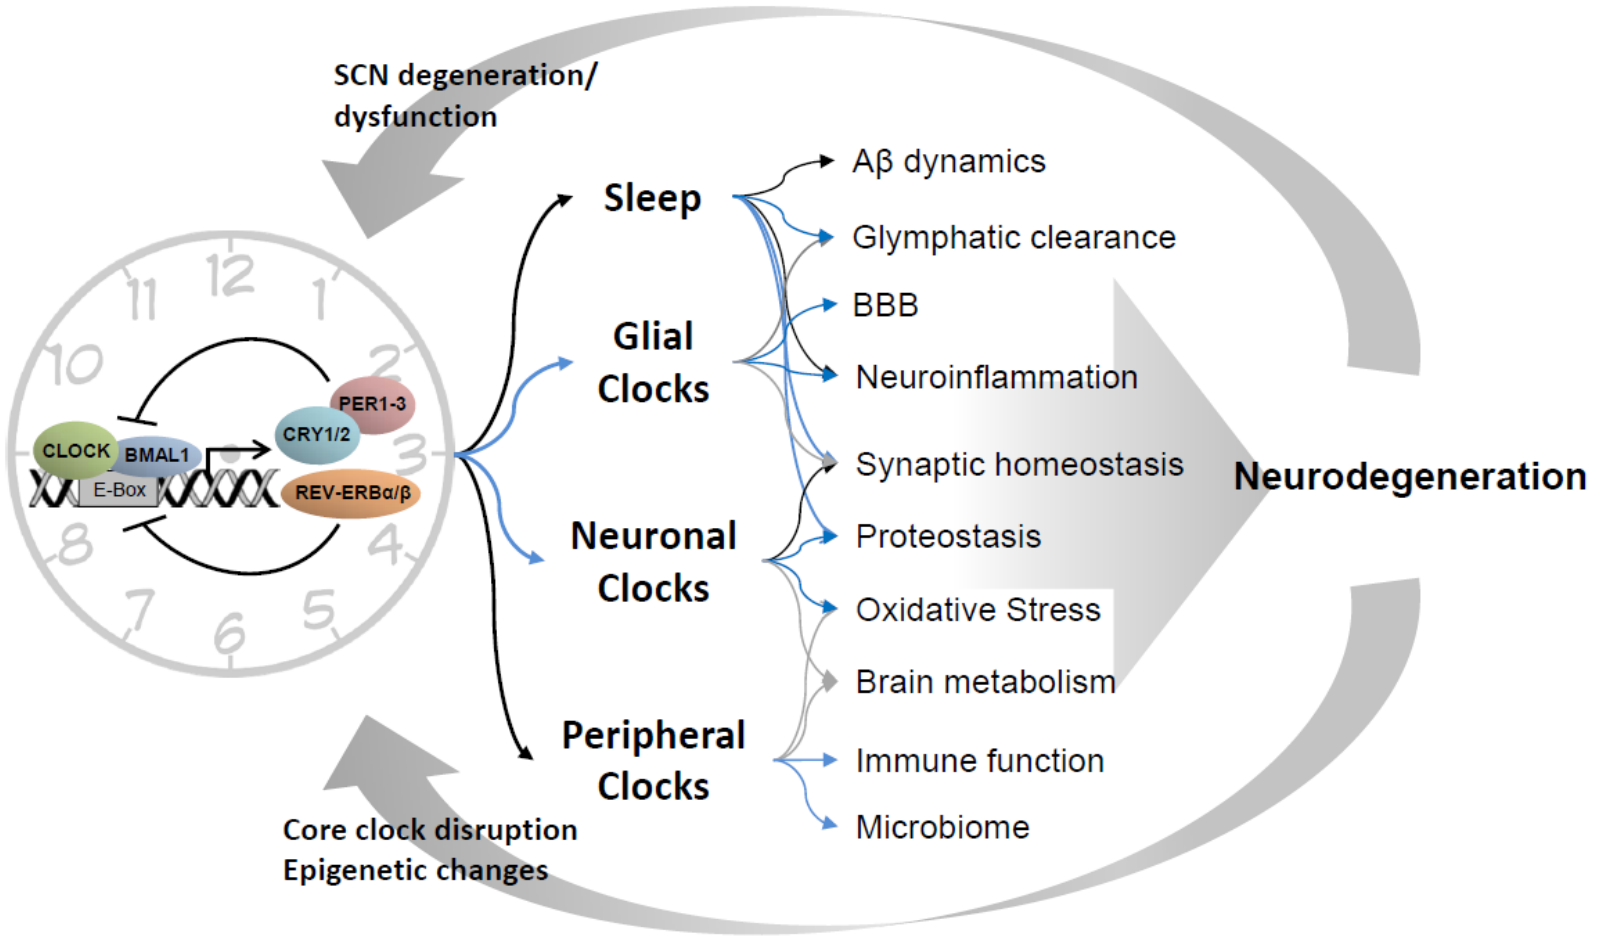 SCN degeneration/
dysfunction
12
11
1
10
2
3
4
5
6
7
8
PER1-3
CRY1/2
CLOCK
BMAL1
E-Box
REV-ERBα/β
Sleep
Glial
Clocks
Neuronal
Clocks
Peripheral
Clocks
Aβ dynamics
Glymphatic clearance
BBB
Neuroinflammation
Synaptic homeostasis
Proteostasis
Oxidative Stress
Brain metabolism
Immune function
Microbiome
Neurodegeneration
Core clock disruption
Epigenetic changes